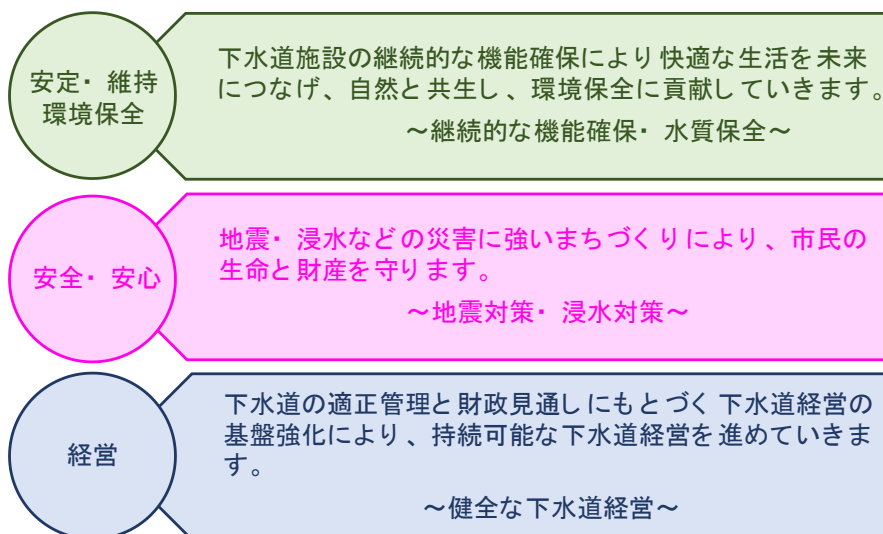 安定・維持
環境保全
下水道施設の継続的な機能確保により快適な生活を未来
につなげ、自然と共生し、環境保全に貢献していきます。
～継続的な機能確保・水質保全～
安全・安心
地震・浸水などの災害に強いまちづくりにより、市民の
生命と財産を守ります。
～地震対策・浸水対策～
経営
下水道の適正管理と財政見通しにもとづく下水道経営の
基盤強化により、持続可能な下水道経営を進めていきま
す。
～健全な下水道経営～